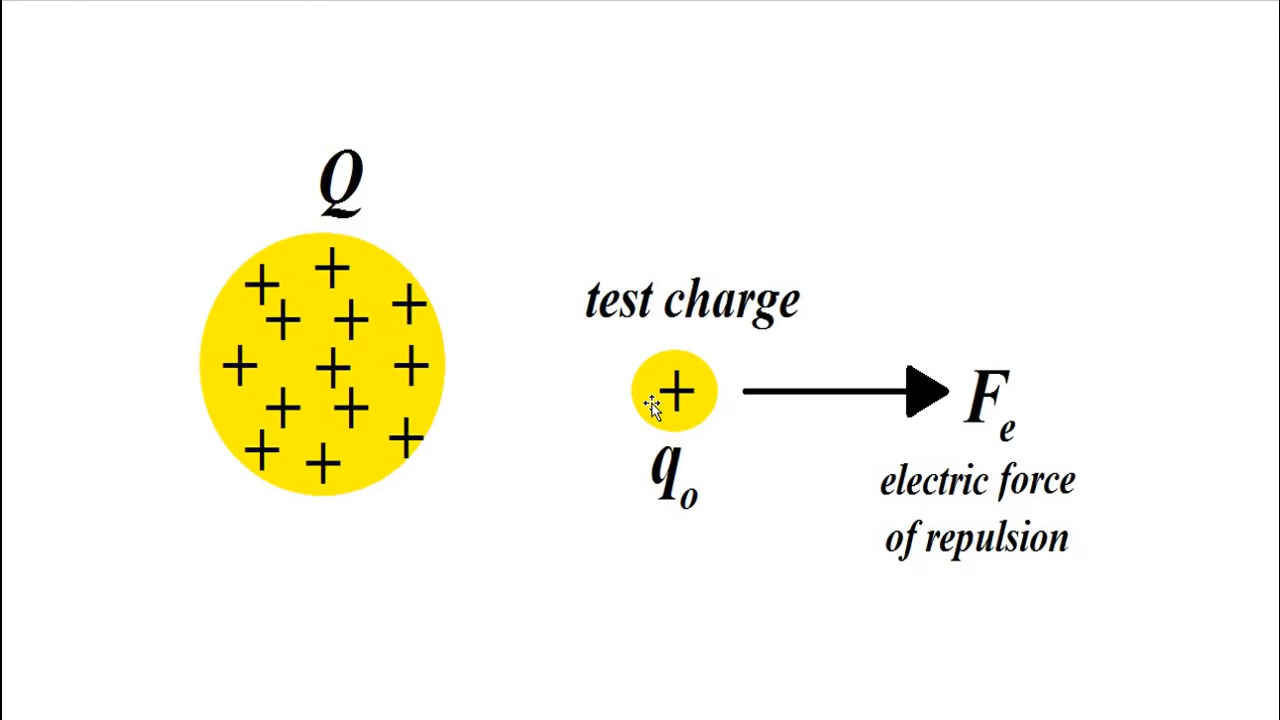 Q
test charge
+
q₀
Fₑ
electric force
of repulsion